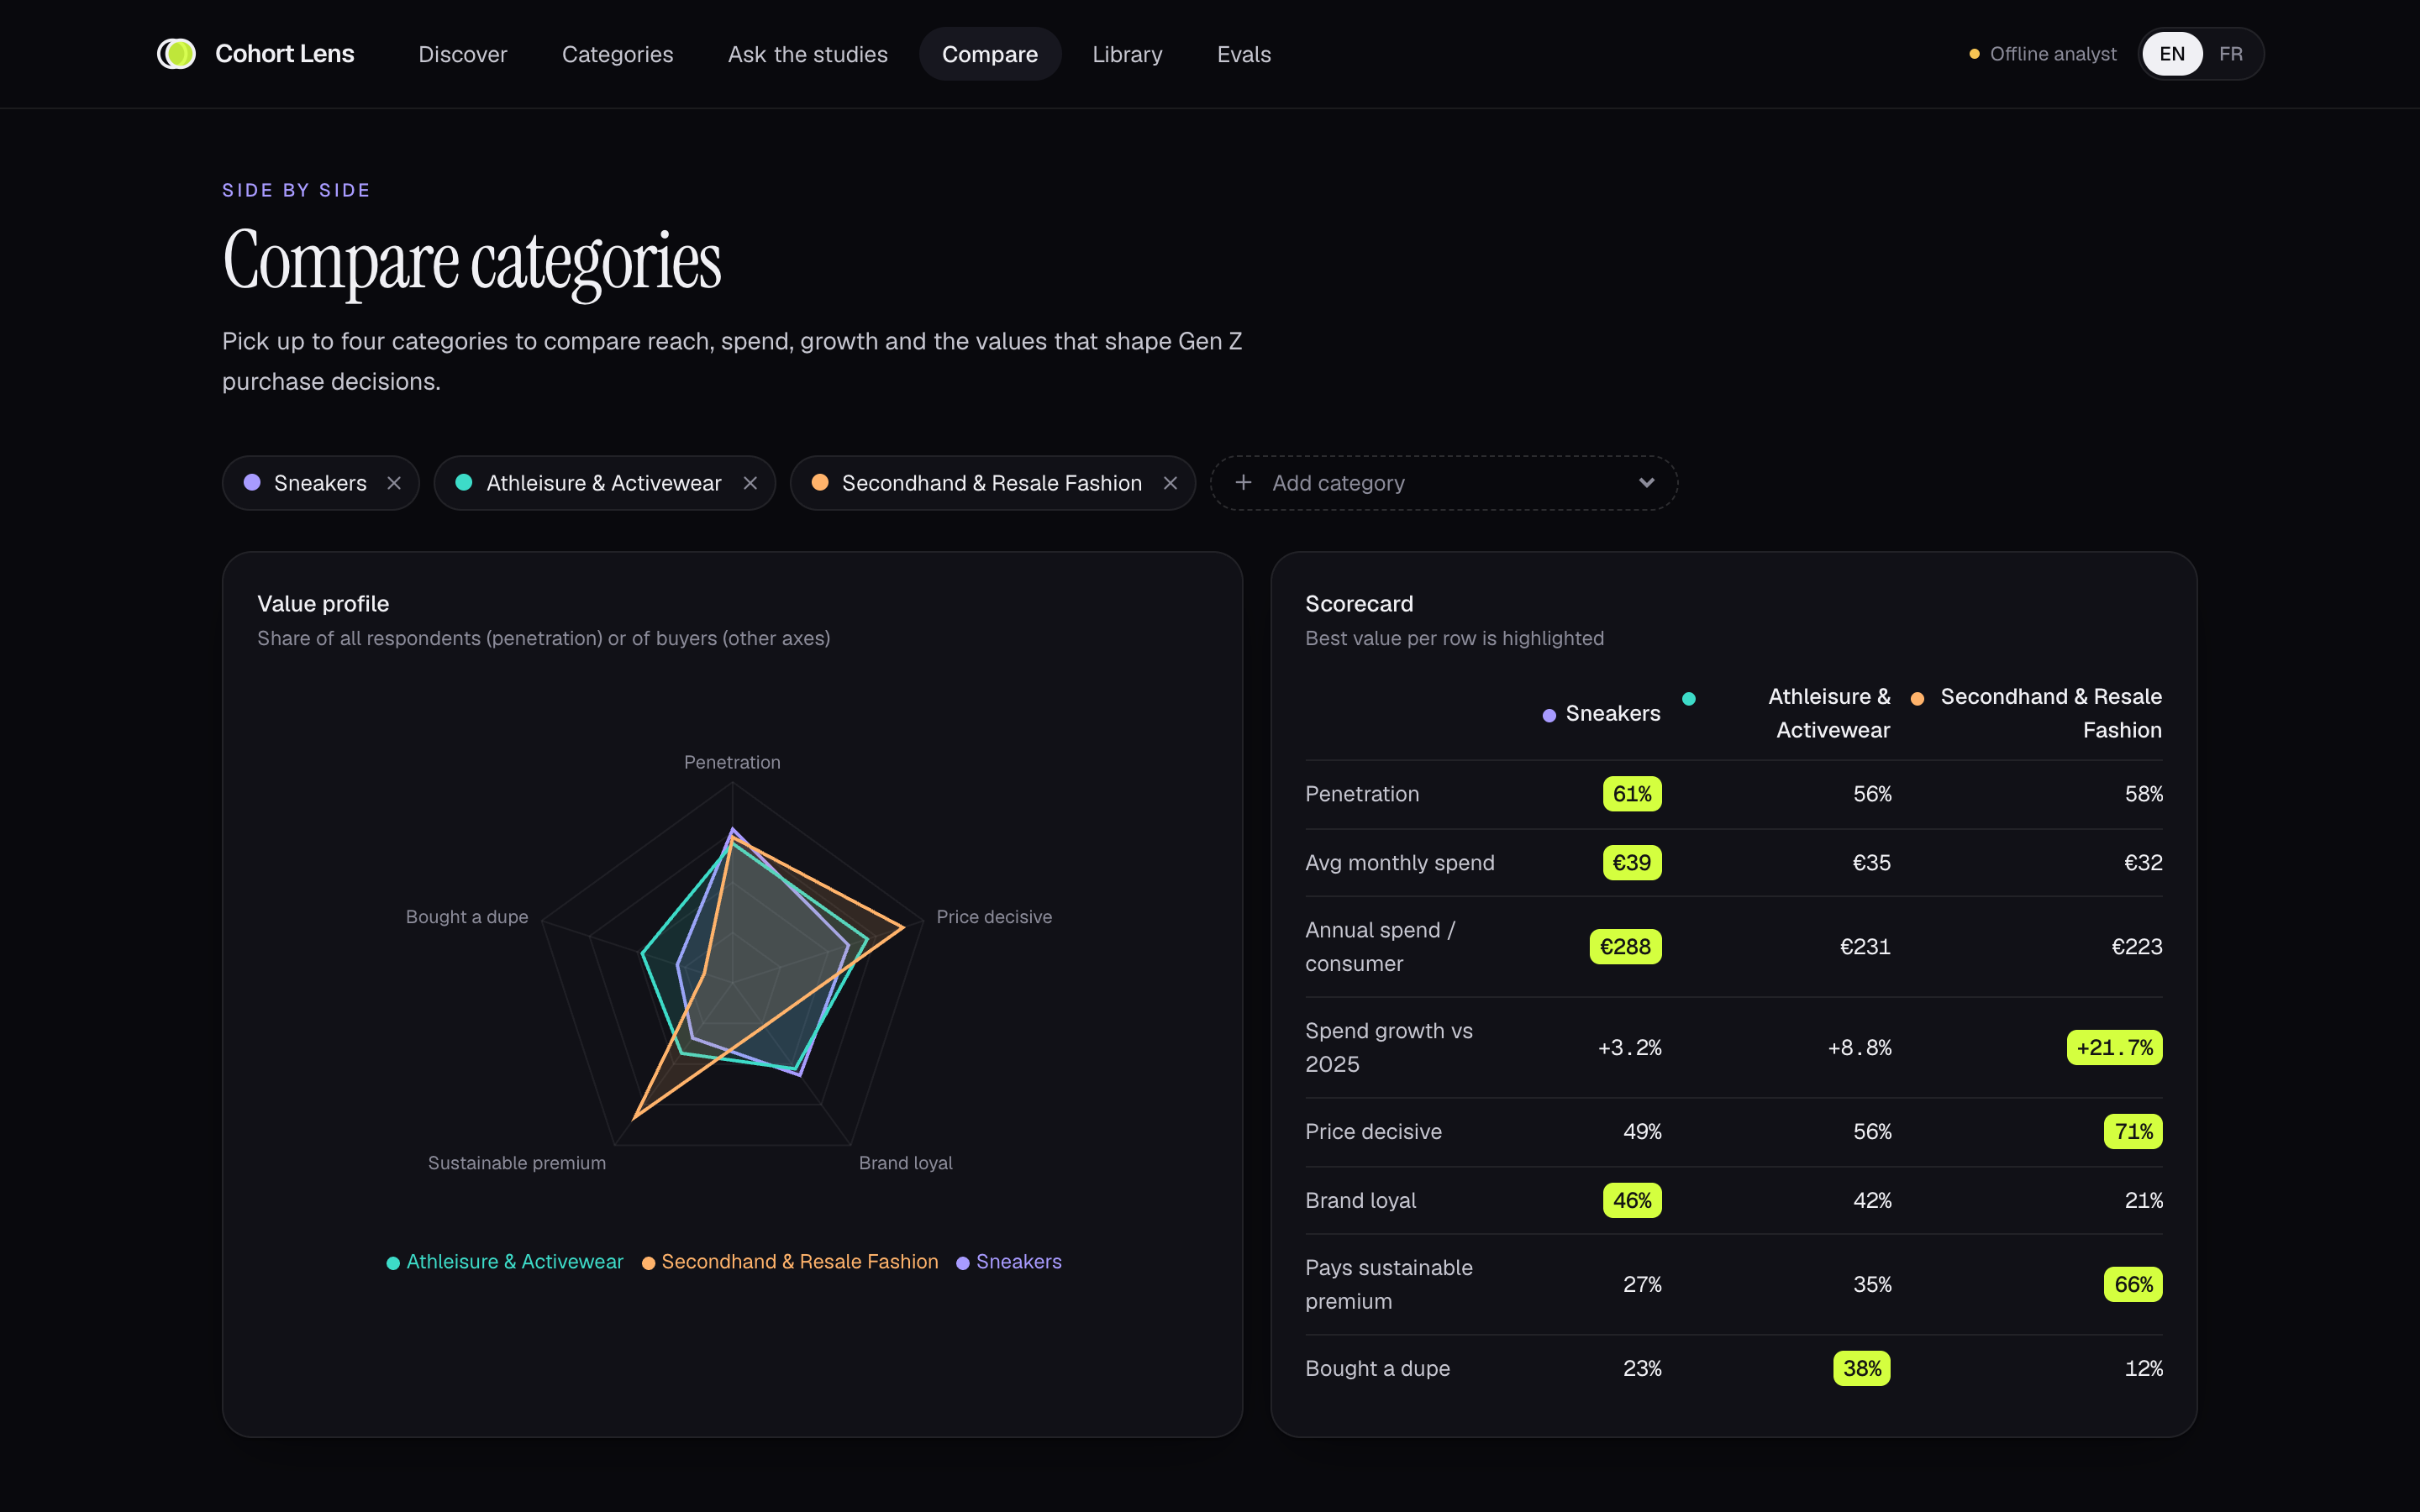 Cohort Lens
Discover
Categories
Ask the studies
Compare
Library
Evals
Offline analyst
EN
FR
SIDE BY SIDE
Compare categories
Pick up to four categories to compare reach, spend, growth and the values that shape Gen Z
purchase decisions.
Sneakers
Athleisure & Activewear
Secondhand & Resale Fashion
Add category
Value profile
Share of all respondents (penetration) or of buyers (other axes)
Penetration
Bought a dupe
Price decisive
Sustainable premium
Brand loyal
Athleisure & Activewear
Secondhand & Resale Fashion
Sneakers
Scorecard
Best value per row is highlighted
Sneakers
Athleisure &
Activewear
Secondhand & Resale
Fashion
Penetration 61% 56% 58%
Avg monthly spend €39 €35 €32
Annual spend /
consumer €288 €231 €223
Spend growth vs
2025 +3.2% +8.8% +21.7%
Price decisive 49% 56% 71%
Brand loyal 46% 42% 21%
Pays sustainable
premium 27% 35% 66%
Bought a dupe 23% 38% 12%